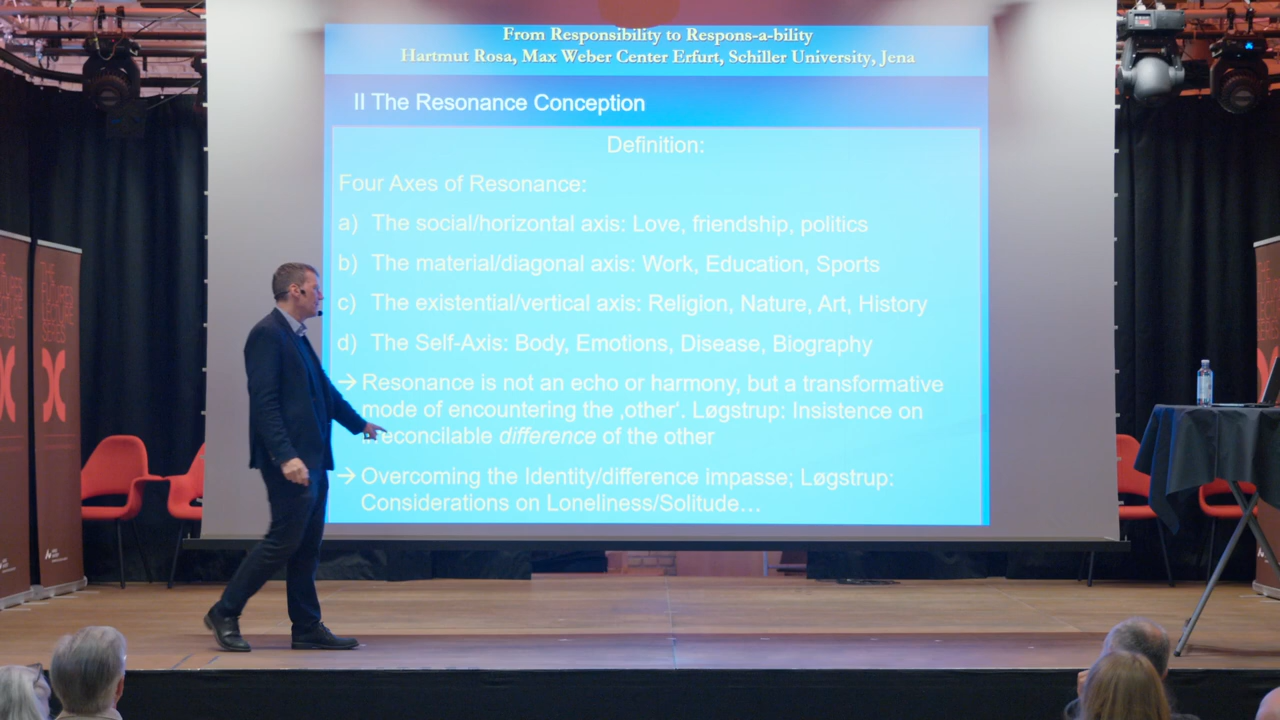 From Responsibility to Respons-a-bility
Hartmut Rosa, Max Weber Center Erfurt, Schiller University, Jena
II The Resonance Conception
Definition:
Four Axes of Resonance:
a) The social/horizontal axis: Love, friendship, politics
b) The material/diagonal axis: Work, Education, Sports
c) The existential/vertical axis: Religion, Nature, Art, History
d) The Self-Axis: Body, Emotions, Disease, Biography
→ Resonance is not an echo or harmony, but a transformative
mode of encountering the ‚other‘. Løgstrup: Insistence on
irreconcilable difference of the other
→ Overcoming the Identity/difference impasse; Løgstrup:
Considerations on Loneliness/Solitude…